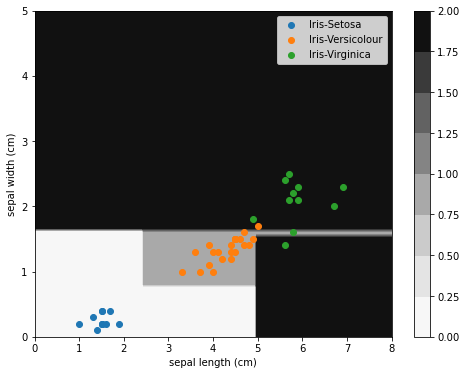 Iris-Setosa
Iris-Versicolour
Iris-Virginica
5
4
3
2
1
0
sepal width (cm)
0 1 2 3 4 5 6 7 8
sepal length (cm)
2.00
1.75
1.50
1.25
1.00
0.75
0.50
0.25
0.00